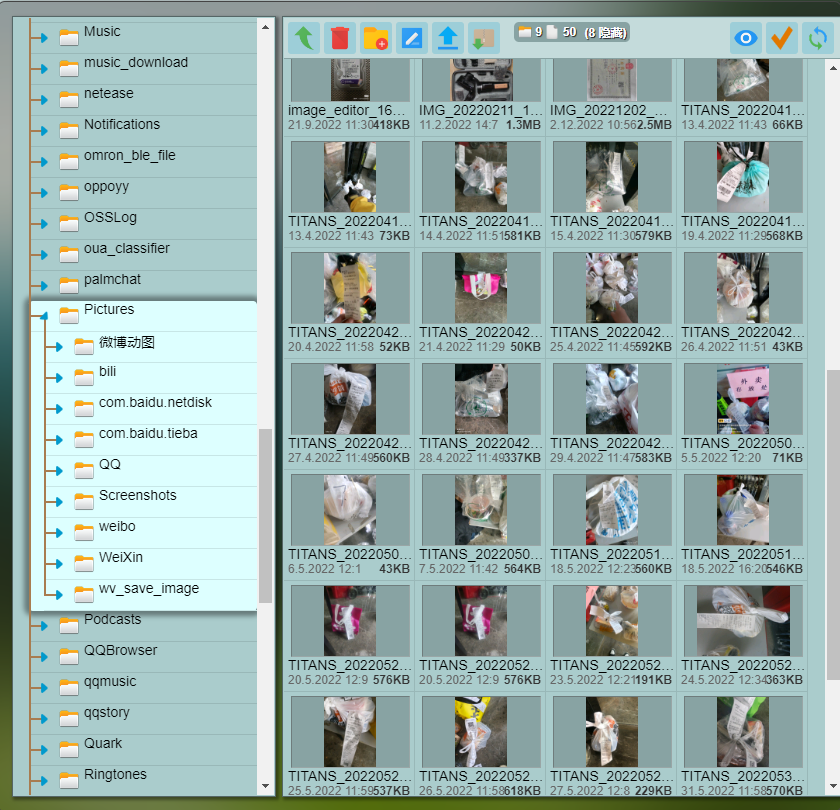 Music
music_download
netease
Notifications
omron_ble_file
oppoyy
OSSLog
oua_classifier
palmchat
Pictures
微博动图
bili
com.baidu.netdisk
com.baidu.tieba
QQ
Screenshots
weibo
WeiXin
wv_save_image
Podcasts
QQBrowser
qqmusic
qqstory
Quark
Ringtones
9 50 (8 隐藏)
image_editor_16... IMG_20220211_1... IMG_20221202_... TITANS_2022041...
21.9.2022 11:30 418KB 11.2.2022 14:7 1.3MB 2.12.2022 10:56 2.5MB 13.4.2022 11:43 66KB
TITANS_2022041... TITANS_2022041... TITANS_2022041... TITANS_2022041...
13.4.2022 11:43 73KB 14.4.2022 11:51 581KB 15.4.2022 11:30 579KB 19.4.2022 11:29 568KB
TITANS_2022042... TITANS_2022042... TITANS_2022042... TITANS_2022042...
20.4.2022 11:58 52KB 21.4.2022 11:29 50KB 25.4.2022 11:45 592KB 26.4.2022 11:51 43KB
外卖
TITANS_2022042... TITANS_2022042... TITANS_2022042... TITANS_2022050...
27.4.2022 11:49 560KB 28.4.2022 11:49 337KB 29.4.2022 11:47 583KB 5.5.2022 12:20 71KB
TITANS_2022050... TITANS_2022050... TITANS_2022051... TITANS_2022051...
6.5.2022 12:1 43KB 7.5.2022 11:42 564KB 18.5.2022 12:23 560KB 18.5.2022 16:20 546KB
TITANS_2022052... TITANS_2022052... TITANS_2022052... TITANS_2022052...
20.5.2022 12:9 576KB 20.5.2022 12:9 576KB 23.5.2022 12:21 191KB 24.5.2022 12:34 363KB
TITANS_2022052... TITANS_2022052... TITANS_2022052... TITANS_2022053...
25.5.2022 11:59 537KB 26.5.2022 11:58 618KB 27.5.2022 12:8 229KB 31.5.2022 11:58 570KB